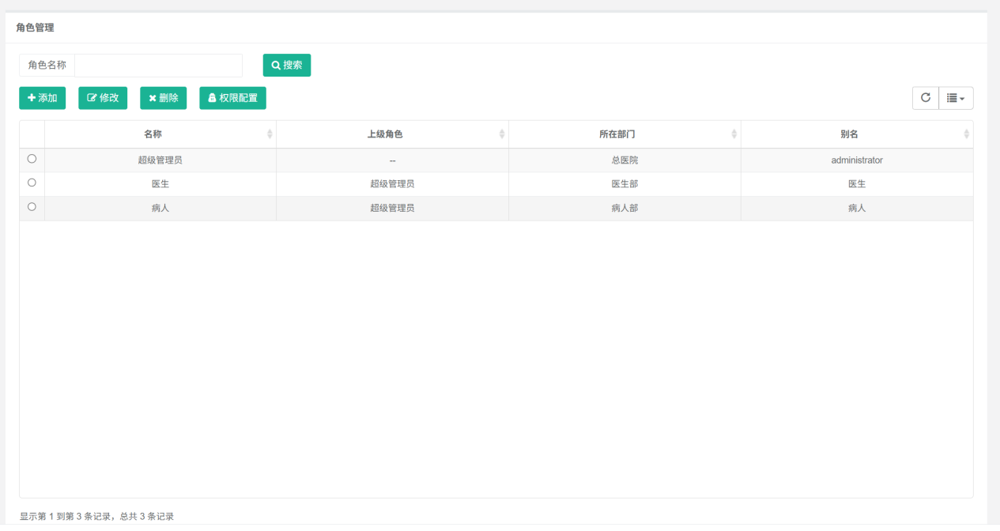 角色管理
角色名称 搜索
添加 修改 删除 权限配置
名称 上级角色 所在部门 别名
超级管理员 -- 总医院 administrator
医生 超级管理员 医生部 医生
病人 超级管理员 病人部 病人
显示第 1 到第 3 条记录，总共 3 条记录